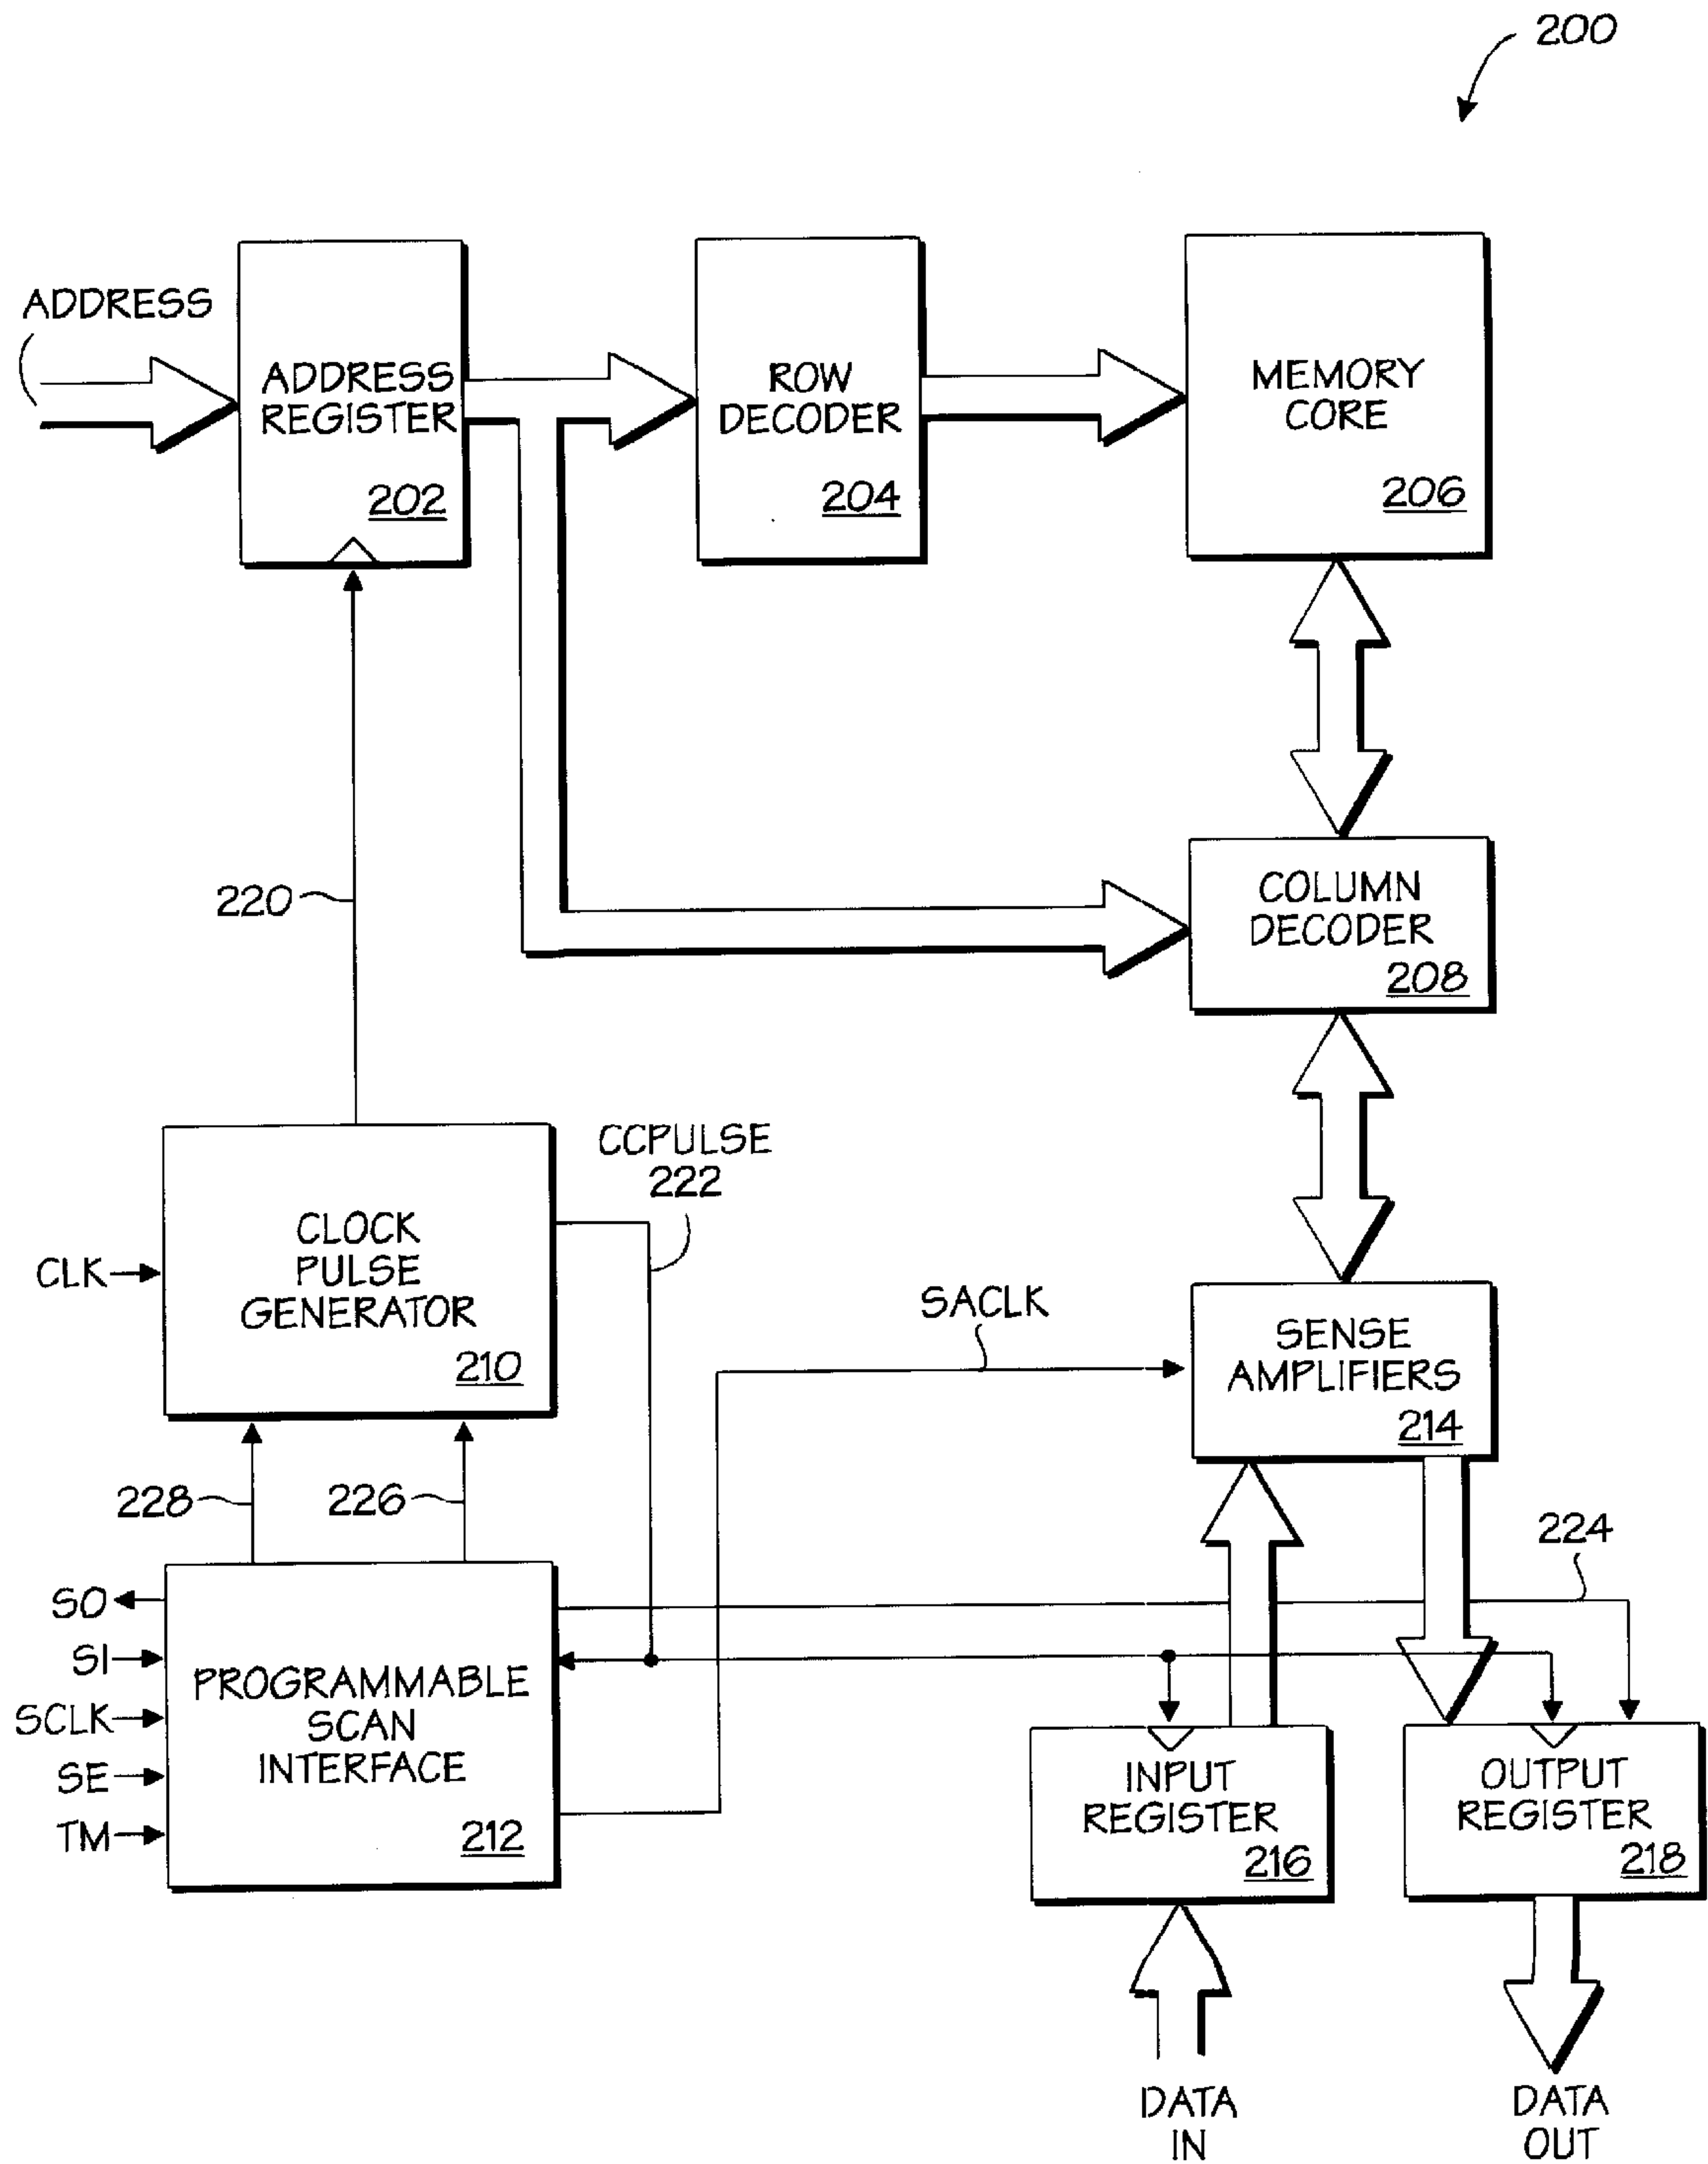 200
ADDRESS
ADDRESS
REGISTER
202
ROW
DECODER
204
MEMORY
CORE
206
220
COLUMN
DECODER
208
CCPULSE
222
CLK
CLOCK
PULSE
GENERATOR
210
SACLK
SENSE
AMPLIFIERS
214
228
226
224
SO
SI
SCLK
SE
TM
PROGRAMMABLE
SCAN
INTERFACE
212
INPUT
REGISTER
216
OUTPUT
REGISTER
218
DATA
IN
DATA
OUT